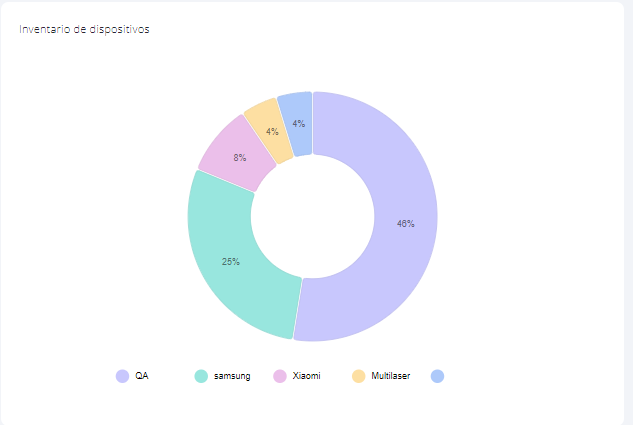 Inventario de dispositivos
4%
4%
8%
46%
25%
QA
samsung
Xiaomi
Multilaser